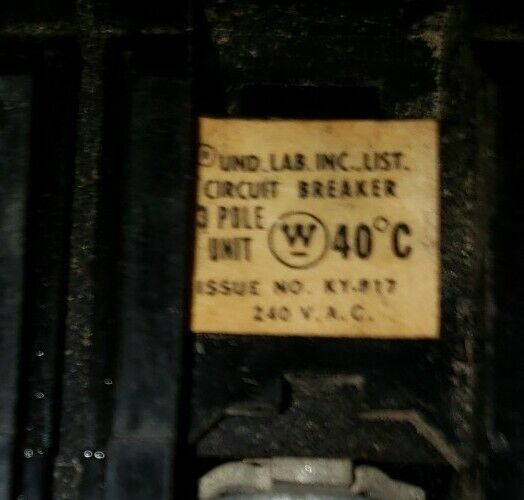 ® UND. LAB. INC. LIST.
CIRCUIT BREAKER
3 POLE
UNIT W 40°C
ISSUE NO. KY-817
240 V.A.C.